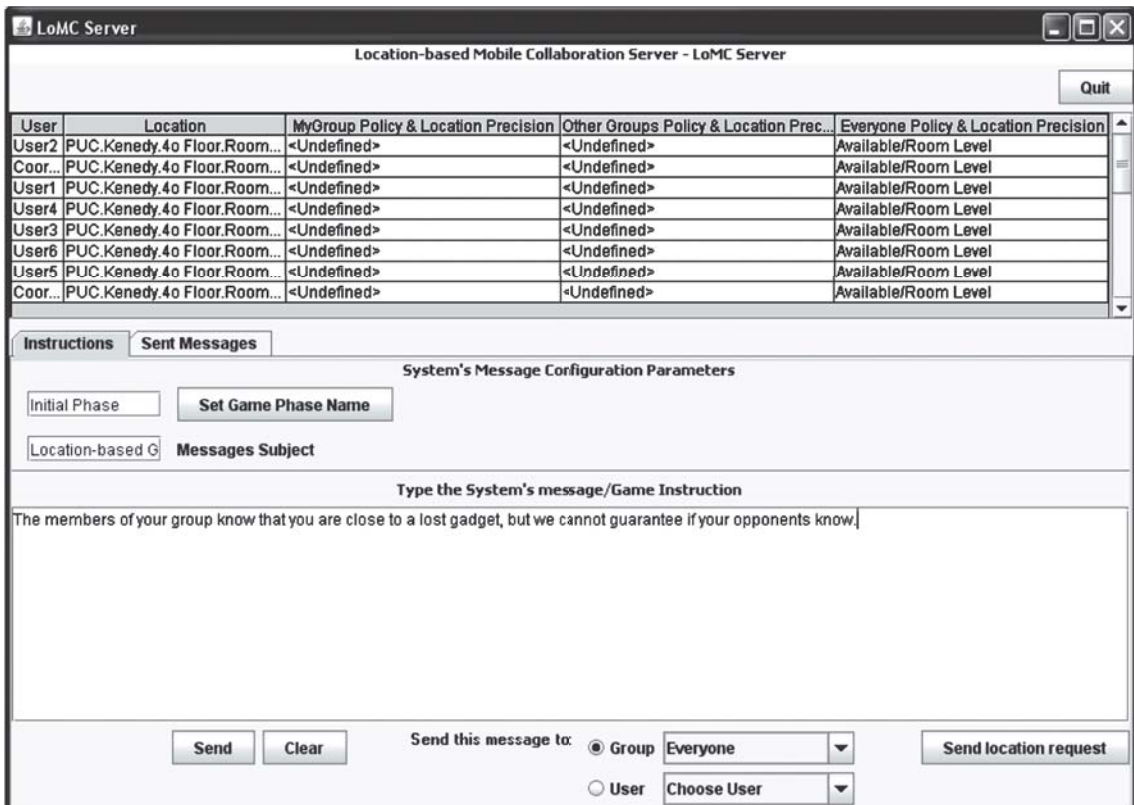 LoMC Server
Location-based Mobile Collaboration Server - LoMC Server
Quit
User Location MyGroup Policy & Location Precision Other Groups Policy & Location Prec... Everyone Policy & Location Precision
User2 PUC.Kenedy.4o Floor.Room... <Undefined> <Undefined> Available/Room Level
Coor... PUC.Kenedy.4o Floor.Room... <Undefined> <Undefined> Available/Room Level
User1 PUC.Kenedy.4o Floor.Room... <Undefined> <Undefined> Available/Room Level
User4 PUC.Kenedy.4o Floor.Room... <Undefined> <Undefined> Available/Room Level
User3 PUC.Kenedy.4o Floor.Room... <Undefined> <Undefined> Available/Room Level
User6 PUC.Kenedy.4o Floor.Room... <Undefined> <Undefined> Available/Room Level
User5 PUC.Kenedy.4o Floor.Room... <Undefined> <Undefined> Available/Room Level
Coor... PUC.Kenedy.4o Floor.Room... <Undefined> <Undefined> Available/Room Level
Instructions Sent Messages
System's Message Configuration Parameters
Initial Phase Set Game Phase Name
Location-based G Messages Subject
Type the System's message/Game Instruction
The members of your group know that you are close to a lost gadget, but we cannot guarantee if your opponents know.
Send Clear Send this message to: Group Everyone Send location request
User Choose User